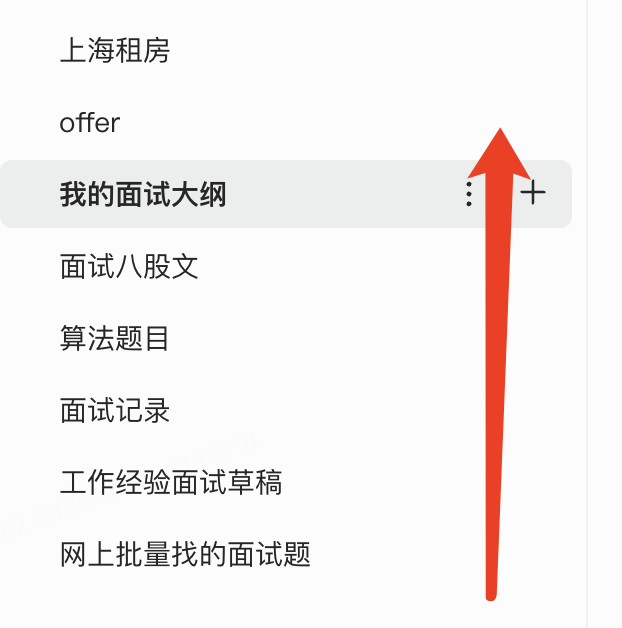 上海租房
offer
我的面试大纲
面试八股文
算法题目
面试记录
工作经验面试草稿
网上批量找的面试题